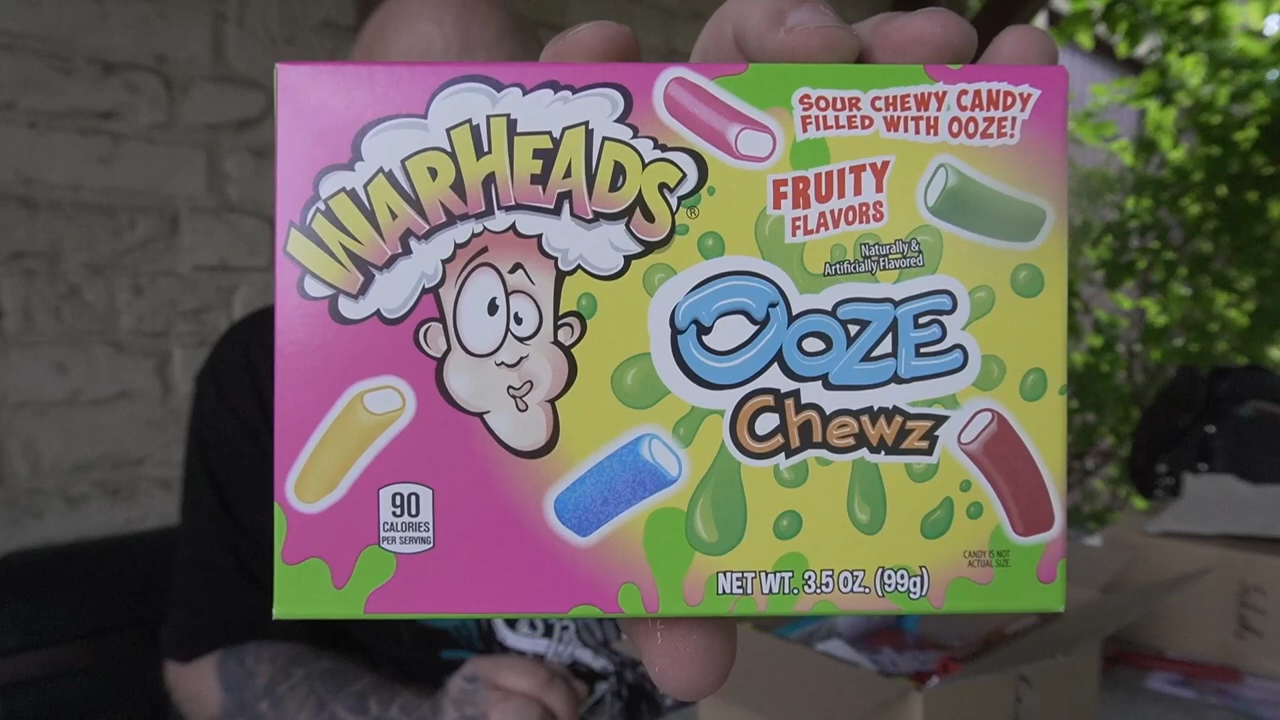 WARHEADS®
SOUR CHEWY CANDY
FILLED WITH OOZE!
FRUITY
FLAVORS
Naturally &
Artificially Flavored
OOZE
Chewz
90
CALORIES
PER SERVING
CANDY IS NOT
ACTUAL SIZE.
NET WT. 3.5 OZ. (99g)